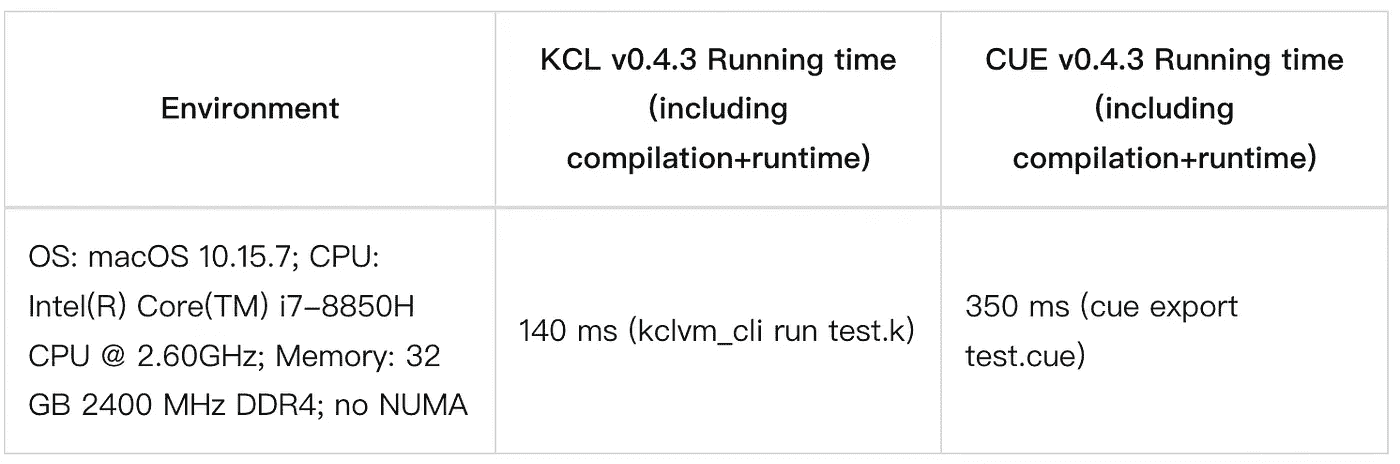 Environment
KCL v0.4.3 Running time
(including
compilation+runtime)
CUE v0.4.3 Running time
(including
compilation+runtime)
OS: macOS 10.15.7; CPU:
Intel(R) Core(TM) i7-8850H
CPU @ 2.60GHz; Memory: 32
GB 2400 MHz DDR4; no NUMA
140 ms (kclvm_cli run test.k)
350 ms (cue export
test.cue)